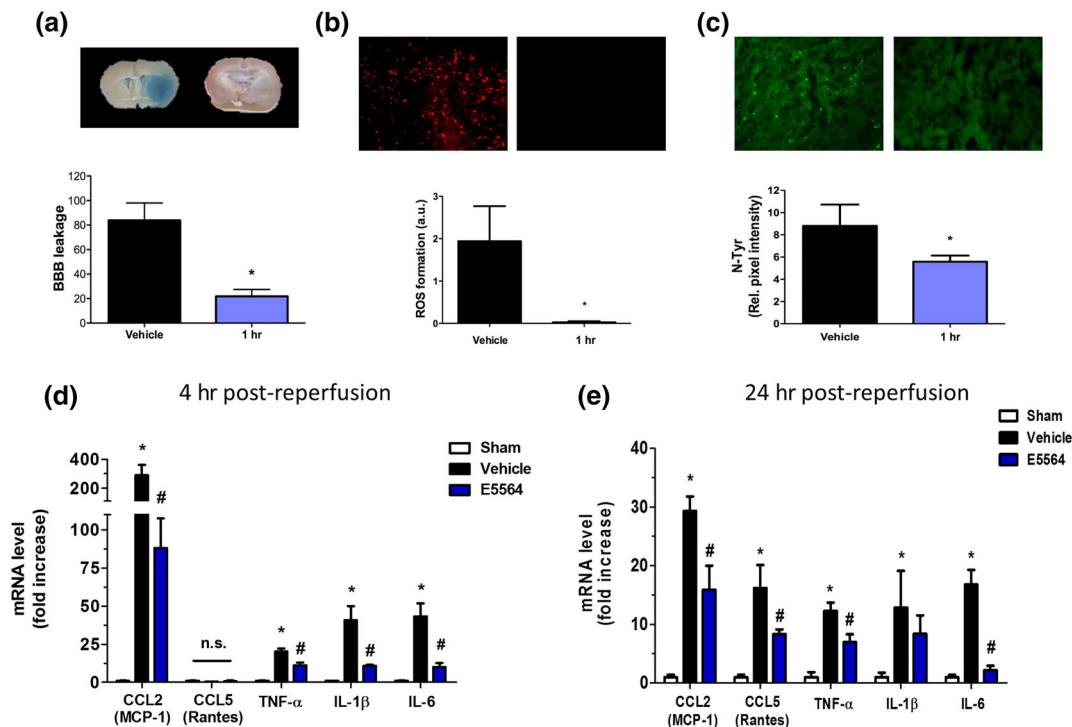 (a)
(b)
(c)
120
100
80
60
40
20
0
BBB leakage
Vehicle
1 hr
*
3
2
1
0
ROS formation (a.u.)
Vehicle
1 hr
*
12
10
8
6
4
2
0
N-Tyr
(Rel. pixel intensity)
Vehicle
1 hr
*
(d)
4 hr post-reperfusion
Sham
Vehicle
E5564
400
300
200
100
75
50
25
0
mRNA level
(fold increase)
*
#
n.s.
*
#
*
#
*
#
CCL2
(MCP-1)
CCL5
(Rantes)
TNF-α
IL-1β
IL-6
(e)
24 hr post-reperfusion
Sham
Vehicle
E5564
40
30
20
10
0
mRNA level
(fold increase)
*
#
*
#
*
#
*
*
#
CCL2
(MCP-1)
CCL5
(Rantes)
TNF-α
IL-1β
IL-6